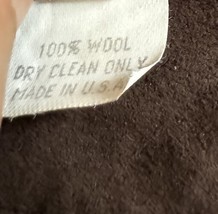 100% WOOL
DRY CLEAN ONLY
MADE IN U.S.A